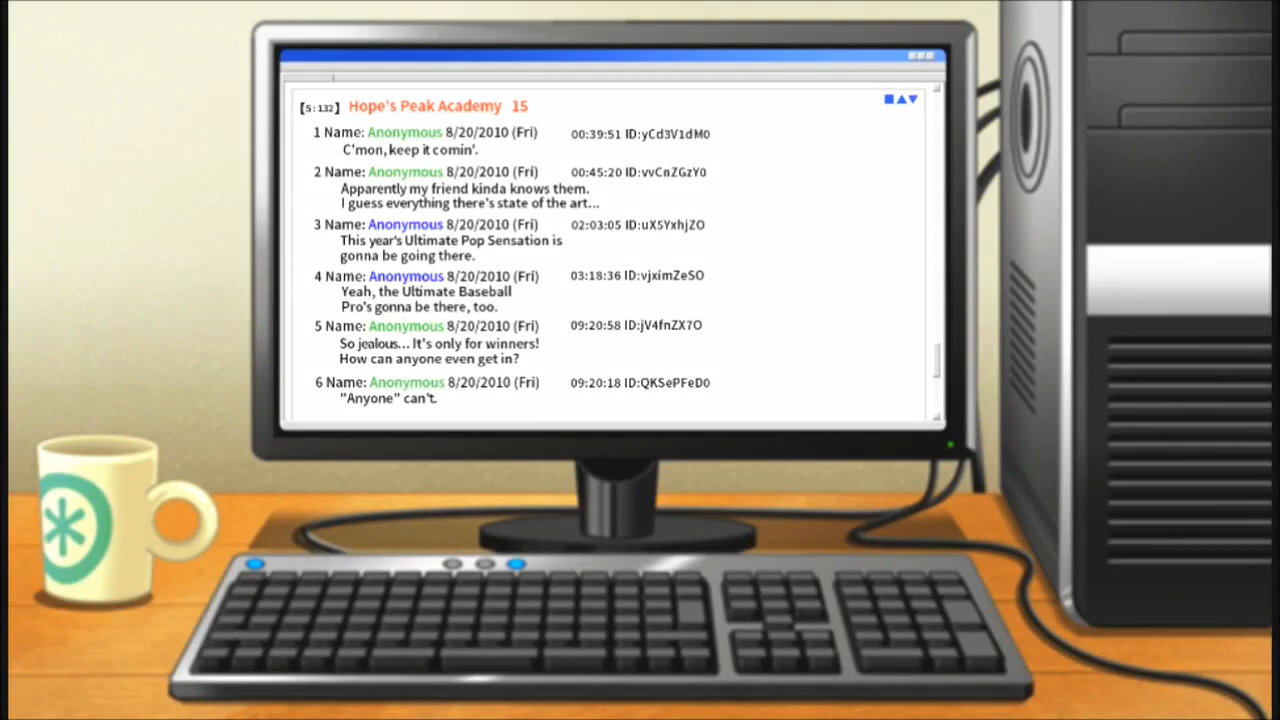 【5:132】 Hope's Peak Academy 15
1 Name: Anonymous 8/20/2010 (Fri) 00:39:51 ID:yCd3V1dM0
C'mon, keep it comin'.
2 Name: Anonymous 8/20/2010 (Fri) 00:45:20 ID:vvCnZGzY0
Apparently my friend kinda knows them.
I guess everything there's state of the art...
3 Name: Anonymous 8/20/2010 (Fri) 02:03:05 ID:uX5YxhjZO
This year's Ultimate Pop Sensation is
gonna be going there.
4 Name: Anonymous 8/20/2010 (Fri) 03:18:36 ID:vjximZeSO
Yeah, the Ultimate Baseball
Pro's gonna be there, too.
5 Name: Anonymous 8/20/2010 (Fri) 09:20:58 ID:jV4fnZX7O
So jealous... It's only for winners!
How can anyone even get in?
6 Name: Anonymous 8/20/2010 (Fri) 09:20:18 ID:QKSePFeD0
"Anyone" can't.